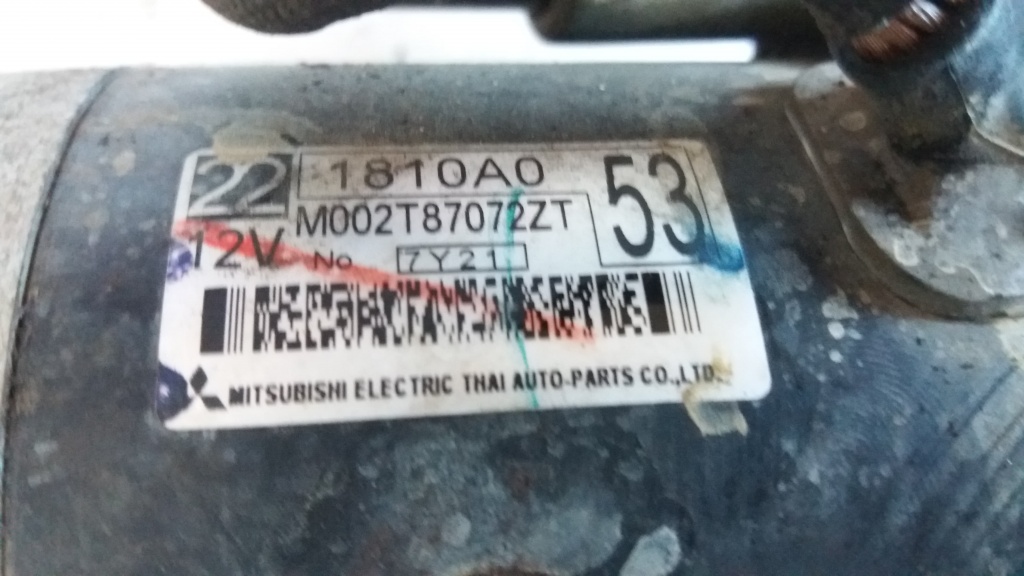 22 1810A0 53
M002T87072ZT
12V No 7Y21
MITSUBISHI ELECTRIC THAI AUTO-PARTS CO.,LTD.